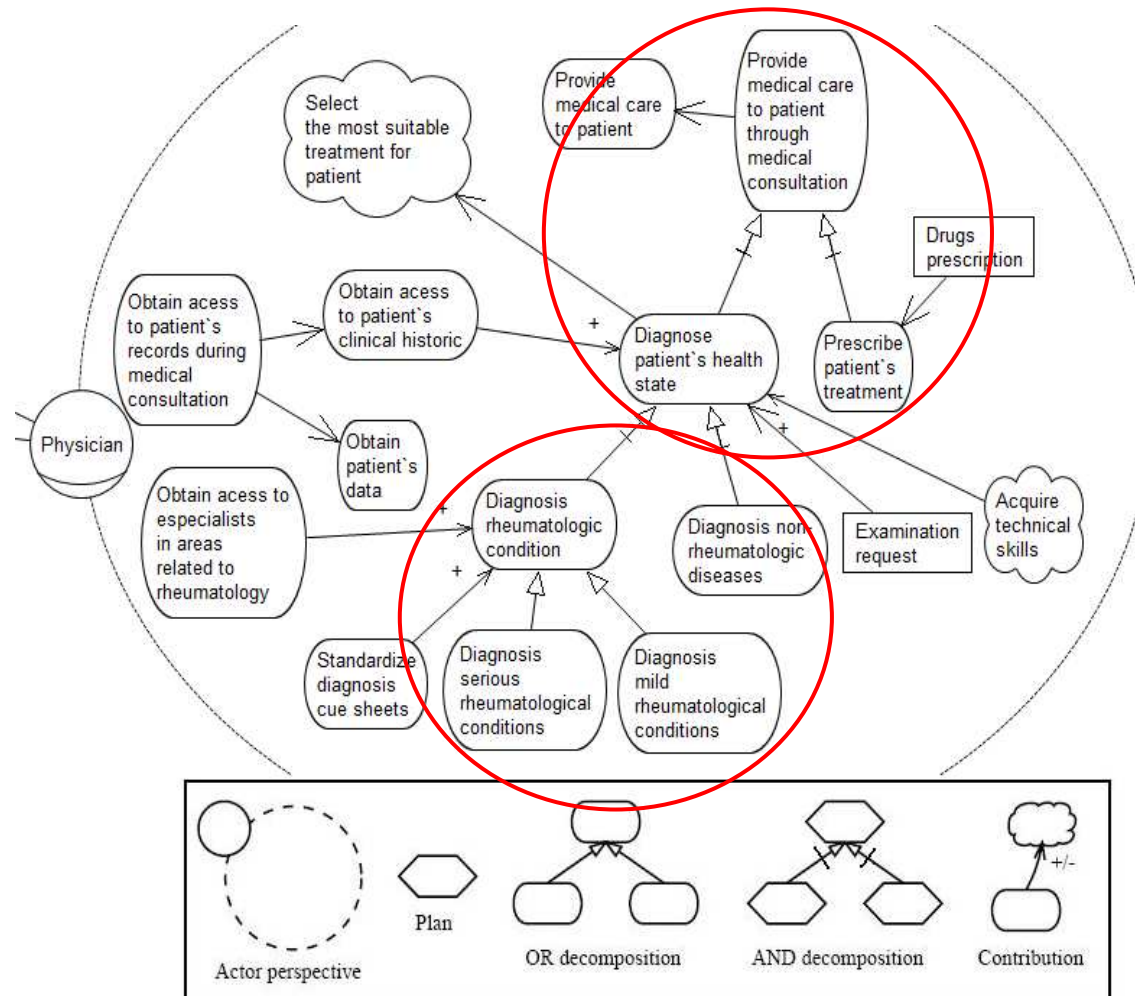 Select
the most suitable
treatment for
patient
Provide
medical care
to patient
Provide
medical care
to patient
through
medical
consultation
Drugs
prescription
Obtain acess
to patient`s
records during
medical
consultation
Obtain acess
to patient`s
clinical historic
+
Diagnose
patient`s health
state
Prescribe
patient`s
treatment
Physician
Obtain
patient`s
data
+
Obtain acess to
especialists
in areas
related to
rheumatology
+
Diagnosis
rheumatologic
condition
Diagnosis non-
rheumatologic
diseases
Examination
request
Acquire
technical
skills
+
Standardize
diagnosis
cue sheets
Diagnosis
serious
rheumatological
conditions
Diagnosis
mild
rheumatological
conditions
+/-
Plan
Actor perspective
OR decomposition
AND decomposition
Contribution